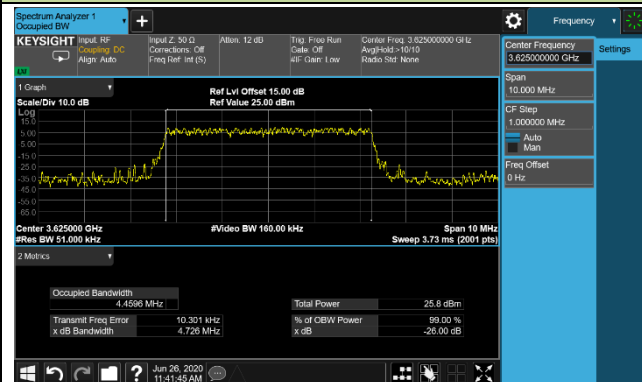 Spectrum Analyzer 1
Occupied BW
Frequency
KEYSIGHT
Input: RF
Coupling: DC
Align: Auto
Input Z: 50 Ω
Corrections: Off
Freq Ref: Int (S)
Atten: 12 dB
Trig: Free Run
Gate: Off
#IF Gain: Low
Center Freq: 3.625000000 GHz
Avg|Hold:>10/10
Radio Std: None
Center Frequency
3.625000000 GHz
Settings
Span
10.000 MHz
CF Step
1.000000 MHz
Auto
Man
Freq Offset
0 Hz
1 Graph
Scale/Div 10.0 dB
Ref Lvl Offset 15.00 dB
Ref Value 25.00 dBm
Log
15.0
5.00
-5.00
-15.0
-25.0
-35.0
-45.0
-55.0
-65.0
Center 3.625000 GHz
#Res BW 51.000 kHz
#Video BW 160.00 kHz
Span 10 MHz
Sweep 3.73 ms (2001 pts)
2 Metrics
Occupied Bandwidth
4.4596 MHz
Total Power
25.8 dBm
Transmit Freq Error
10.301 kHz
% of OBW Power
99.00 %
x dB Bandwidth
4.726 MHz
x dB
-26.00 dB
Jun 26, 2020
11:41:45 AM